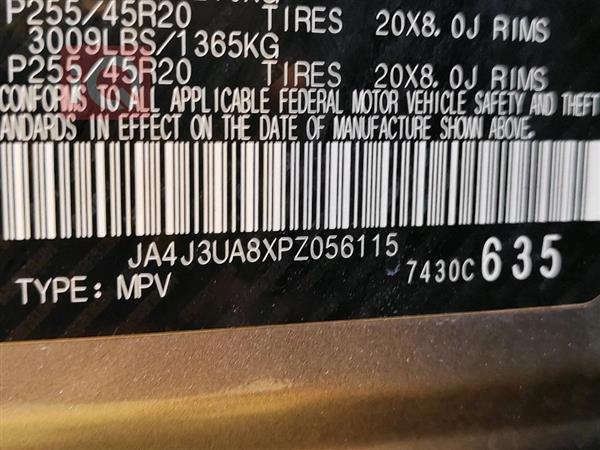 P255/45R20 TIRES 20X8.0J RIMS
3009LBS/1365KG
P255/45R20 TIRES 20X8.0J RIMS
CONFORMS TO ALL APPLICABLE FEDERAL MOTOR VEHICLE SAFETY AND THEFT
ANDARDS IN EFFECT ON THE DATE OF MANUFACTURE SHOWN ABOVE.
JA4J3UA8XPZ056115
TYPE: MPV 7430C 635